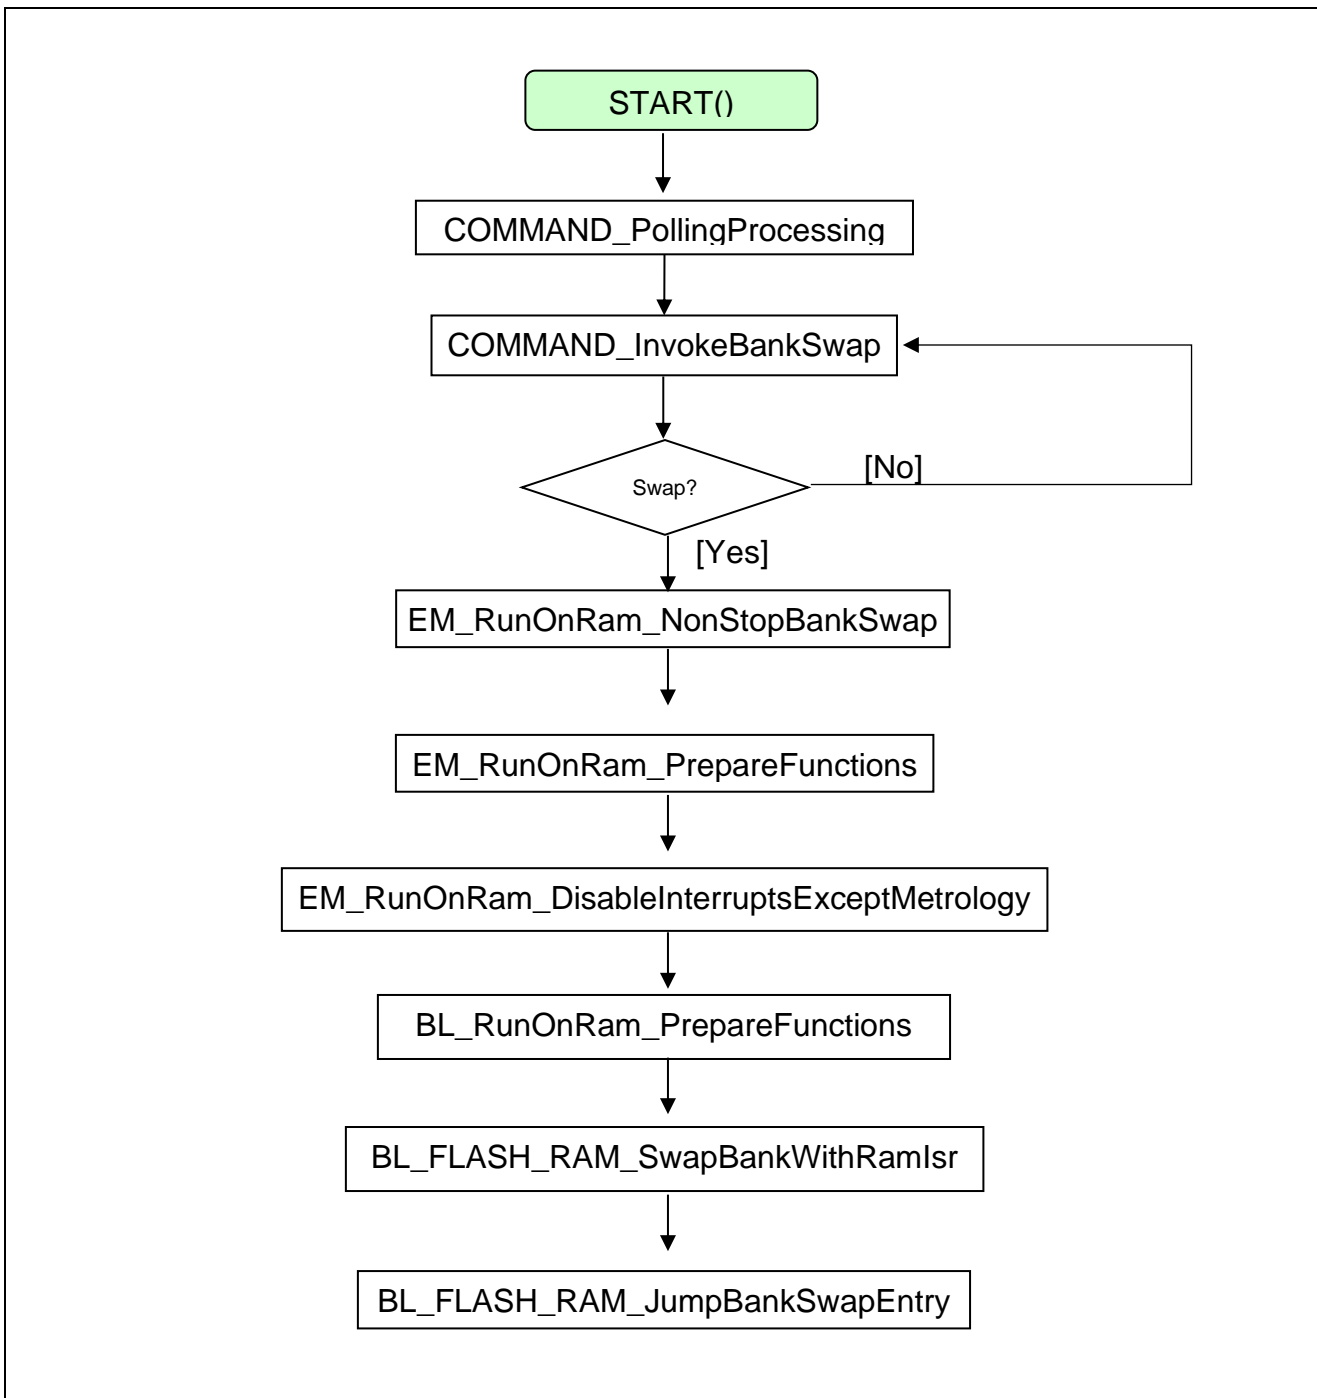 START()
COMMAND_PollingProcessing
COMMAND_InvokeBankSwap
Swap?
[No]
[Yes]
EM_RunOnRam_NonStopBankSwap
EM_RunOnRam_PrepareFunctions
EM_RunOnRam_DisableInterruptsExceptMetrology
BL_RunOnRam_PrepareFunctions
BL_FLASH_RAM_SwapBankWithRamIsr
BL_FLASH_RAM_JumpBankSwapEntry